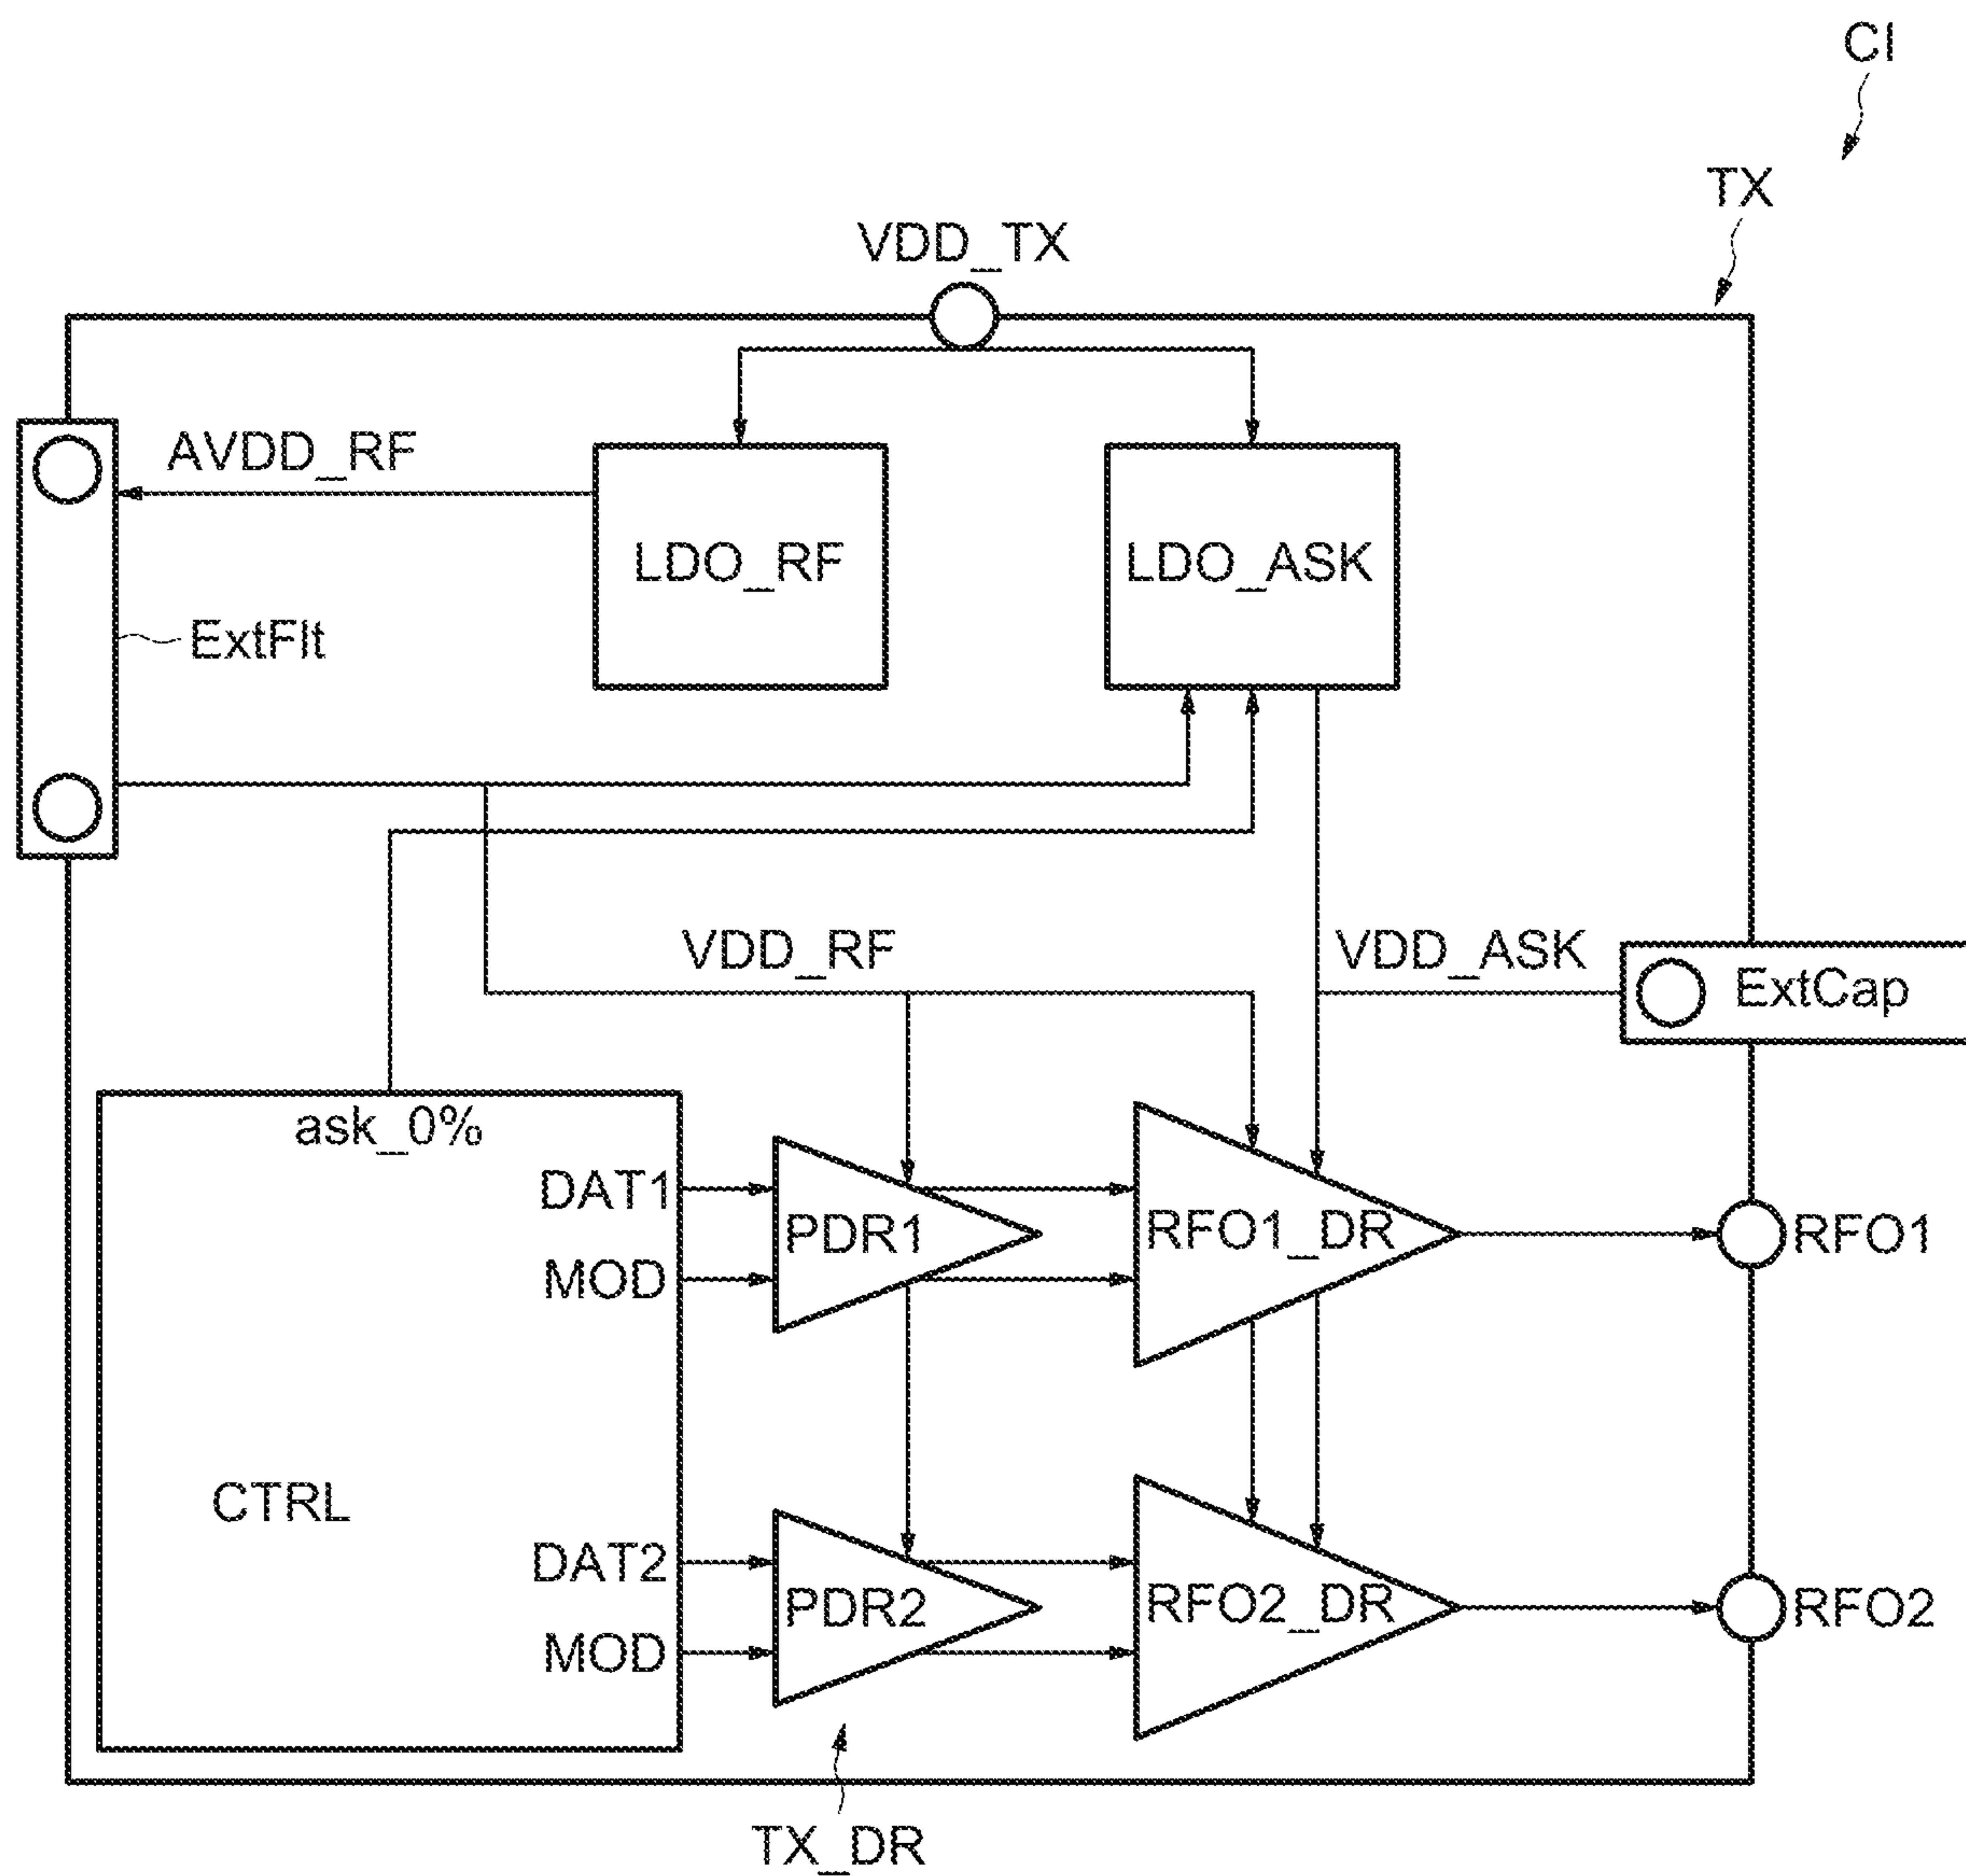 CI
TX
VDD_TX
AVDD_RF
LDO_RF
LDO_ASK
ExtFlt
VDD_RF
VDD_ASK
ExtCap
ask_0%
DAT1
MOD
PDR1
RFO1_DR
RFO1
CTRL
DAT2
MOD
PDR2
RFO2_DR
RFO2
TX_DR